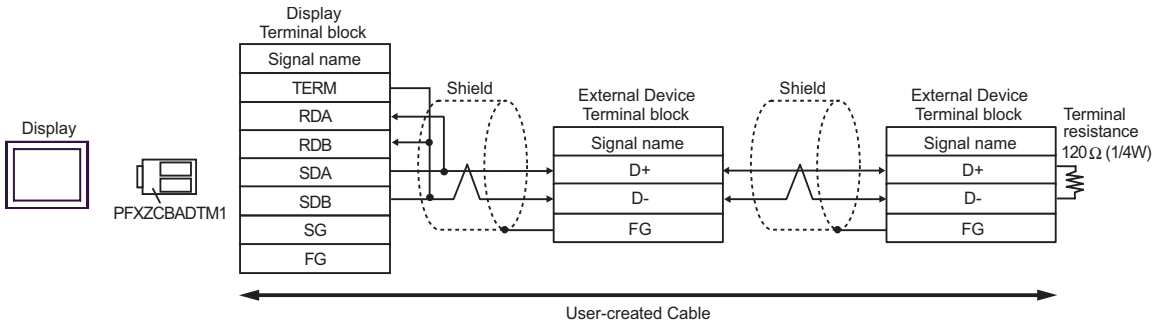 Display
PFXZCBADTM1
Display
Terminal block
Signal name
TERM
RDA
RDB
SDA
SDB
SG
FG
Shield
External Device
Terminal block
Signal name
D+
D-
FG
Shield
External Device
Terminal block
Signal name
D+
D-
FG
Terminal
resistance
120Ω (1/4W)
User-created Cable